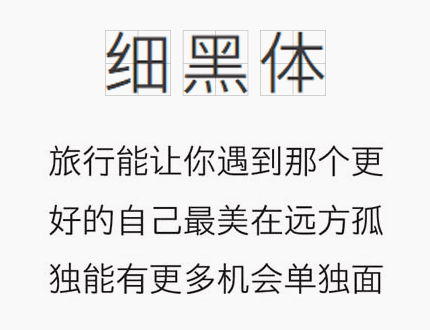 细黑体
旅行能让你遇到那个更
好的自己最美在远方孤
独能有更多机会单独面